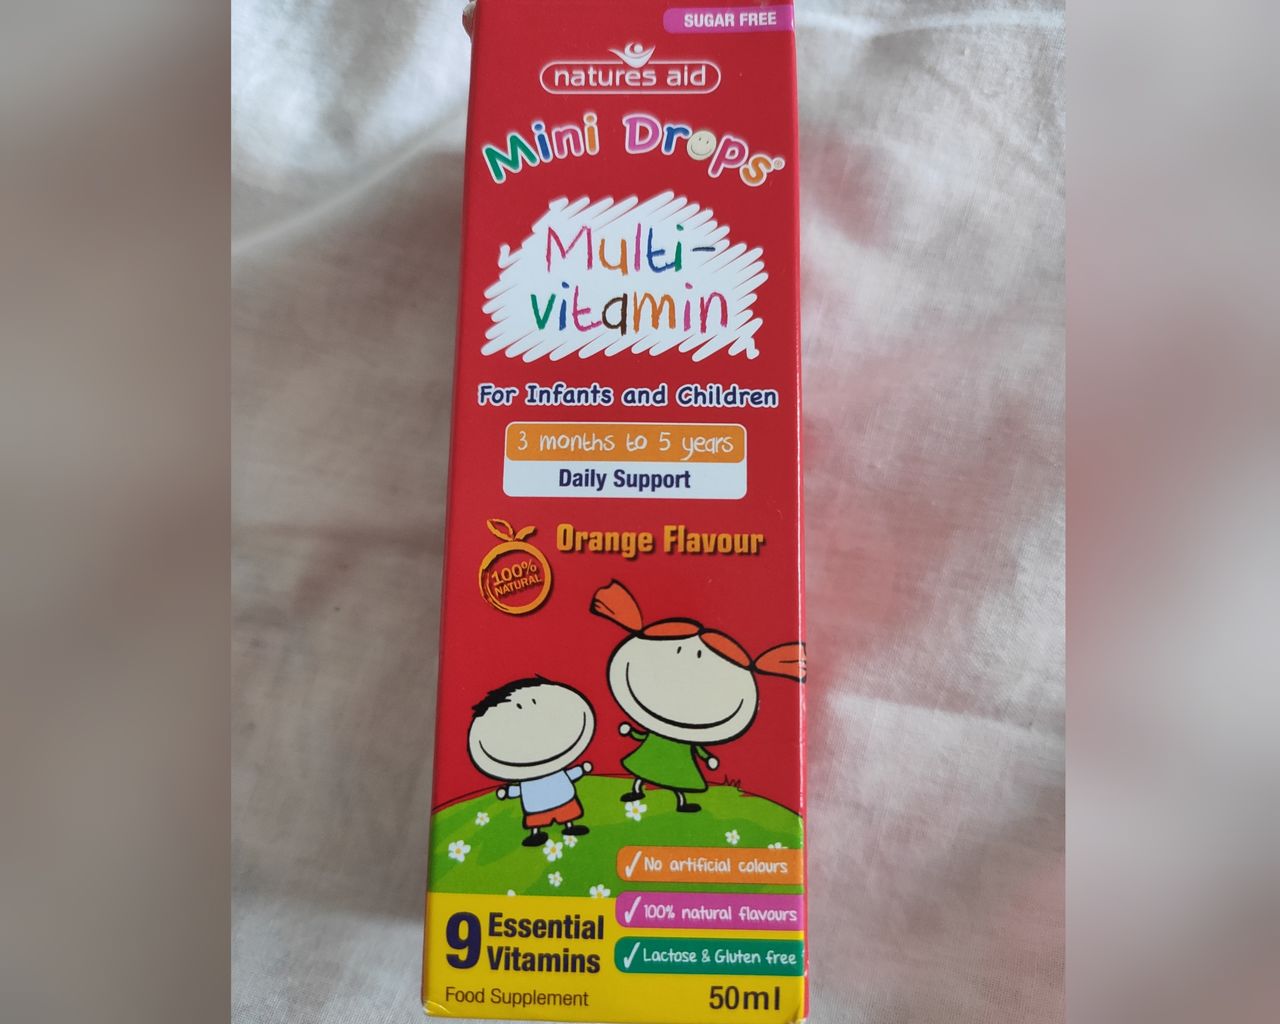 SUGAR FREE
natures aid
Mini Drops®
Multi-
vitamin
For Infants and Children
3 months to 5 years
Daily Support
Orange Flavour
100%
NATURAL
✓ No artificial colours
✓ 100% natural flavours
✓ Lactose & Gluten free
9 Essential
Vitamins
Food Supplement
50ml